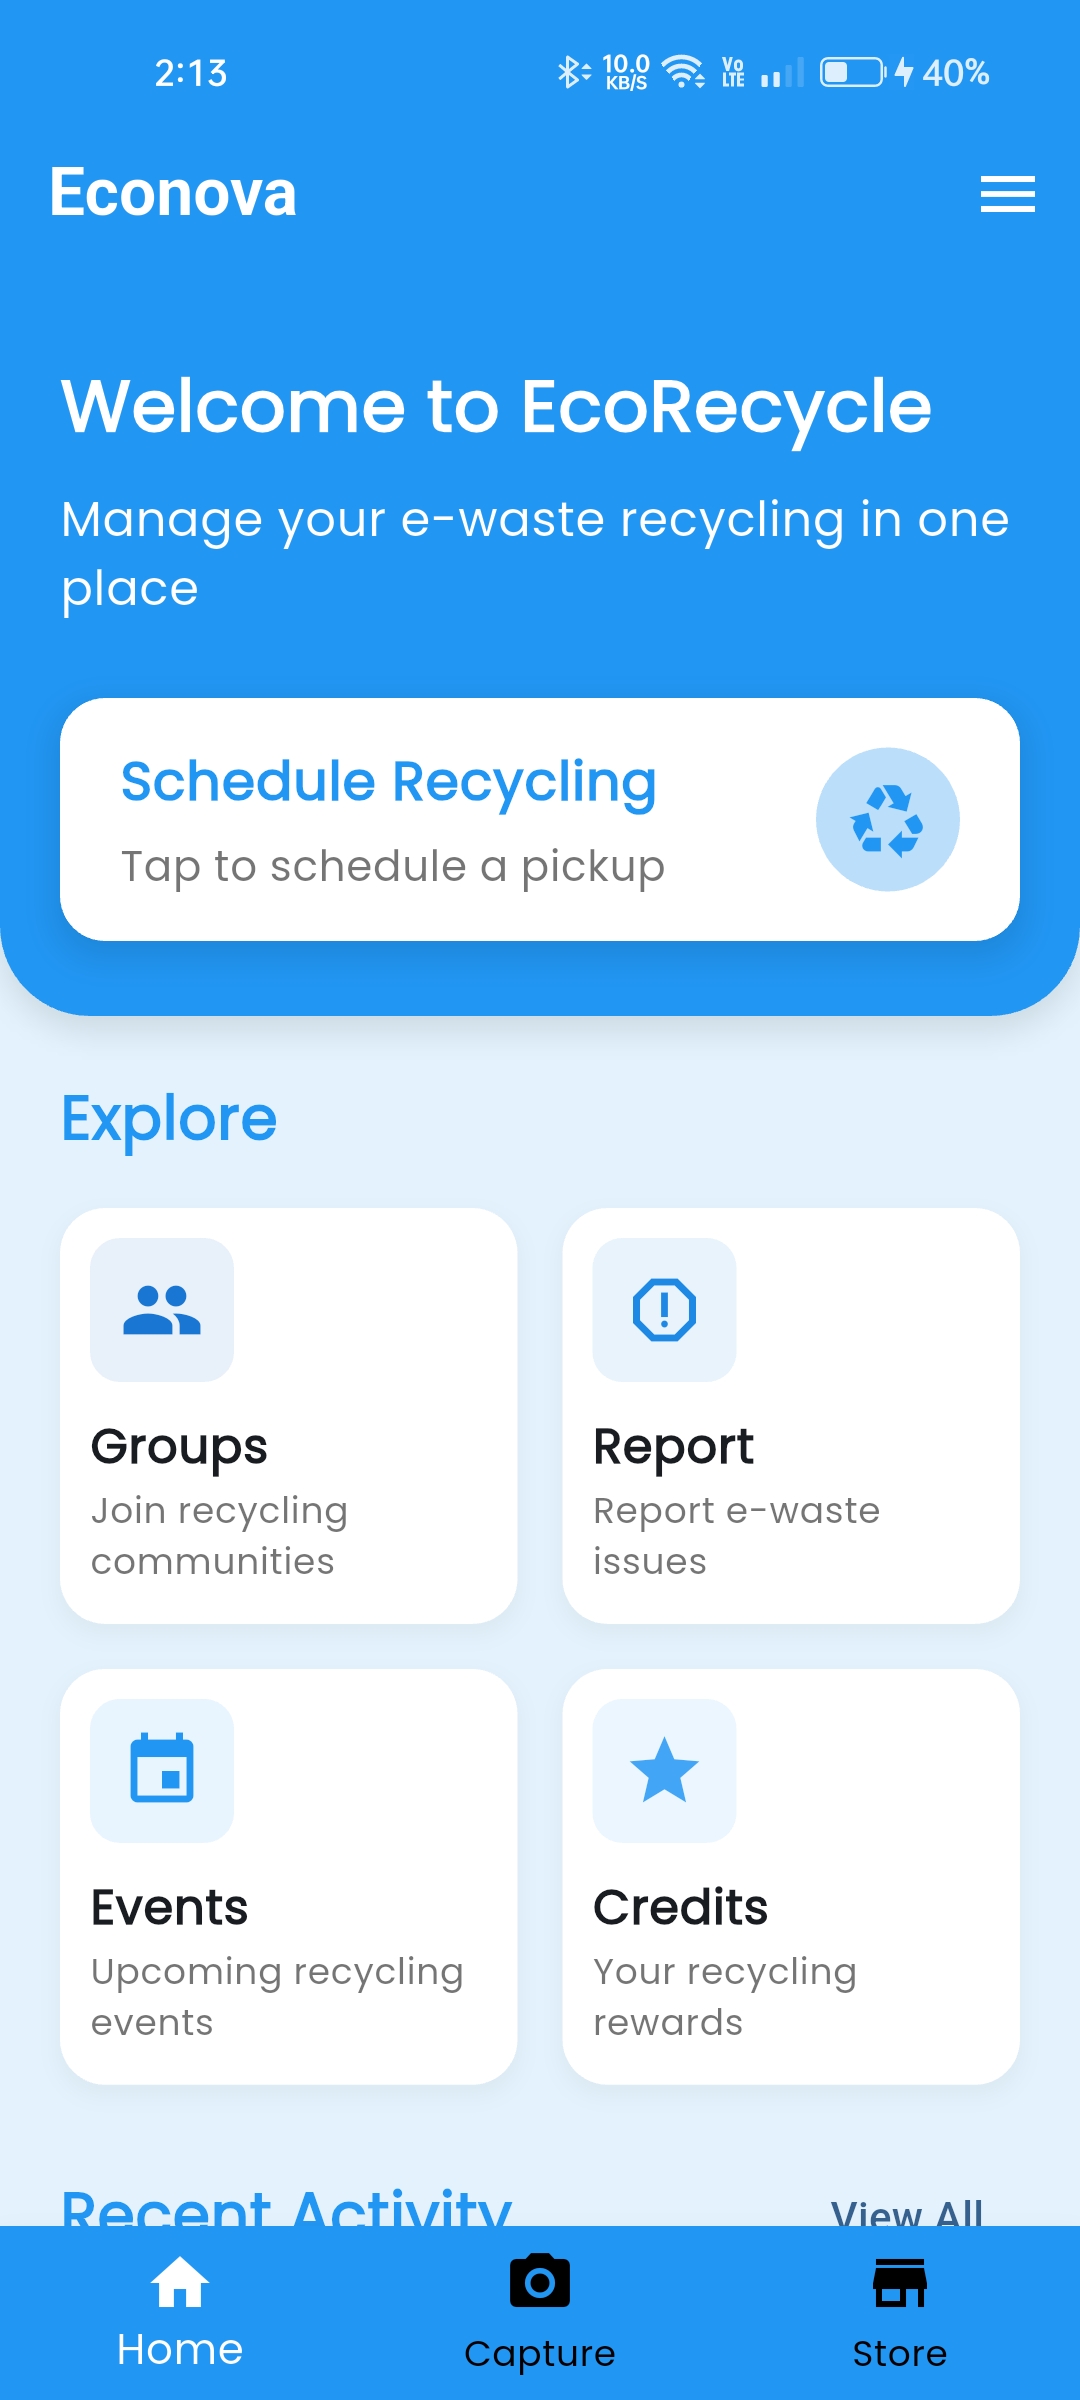 2:13
10.0
KB/S
Vo
LTE
40%
Econova
Welcome to EcoRecycle
Manage your e-waste recycling in one
place
Schedule Recycling
Tap to schedule a pickup
Explore
Groups
Join recycling
communities
Report
Report e-waste
issues
Events
Upcoming recycling
events
Credits
Your recycling
rewards
Recent Activity
View All
Home
Capture
Store